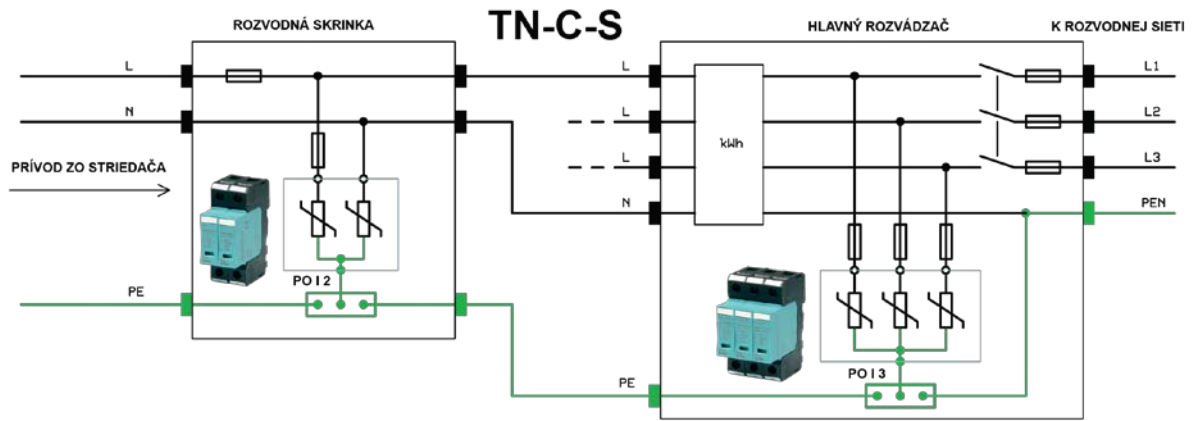 TN-C-S
ROZVODNÁ SKRINKA
HLAVNÝ ROZVÁDZAČ
K ROZVODNEJ SIETI
L
L
L1
N
L
L2
kWh
PRÍVOD ZO STRIEDAČA
L
L3
N
PEN
PO I 2
PE
PO I 3
PE